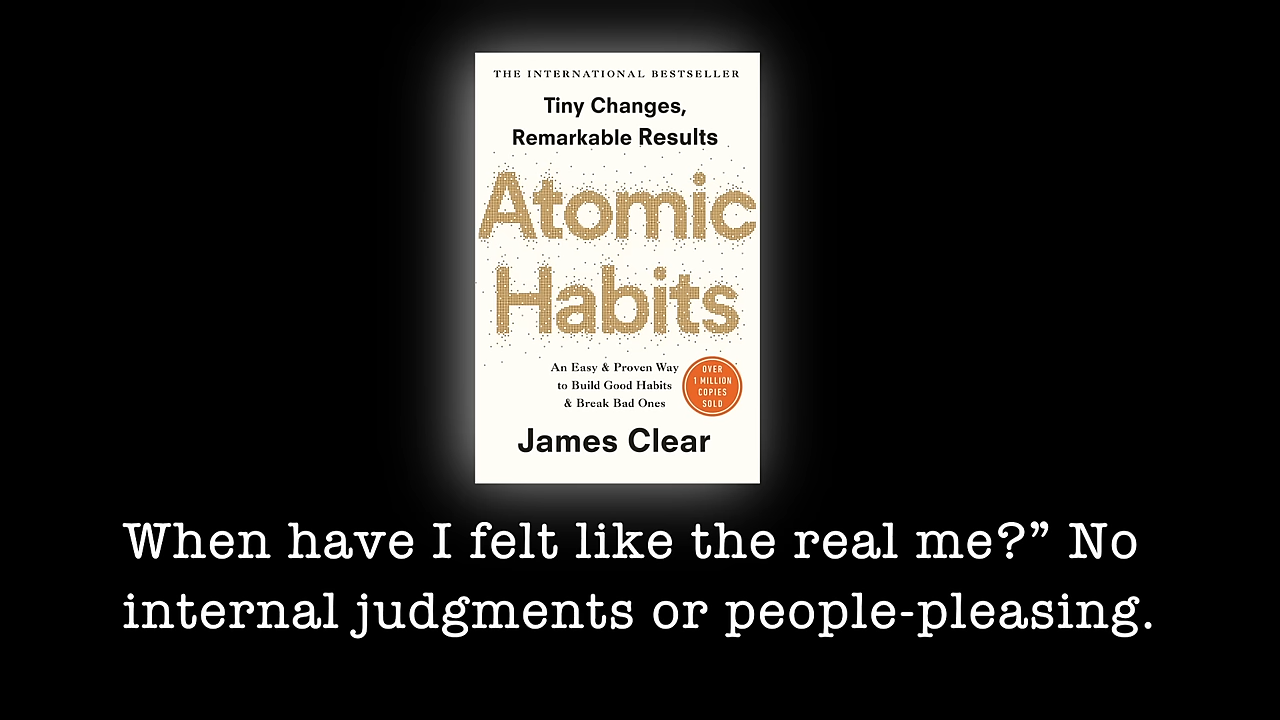 THE INTERNATIONAL BESTSELLER
Tiny Changes,
Remarkable Results
Atomic
Habits
An Easy & Proven Way
to Build Good Habits
& Break Bad Ones
OVER
1 MILLION
COPIES
SOLD
James Clear
When have I felt like the real me?” No
internal judgments or people-pleasing.